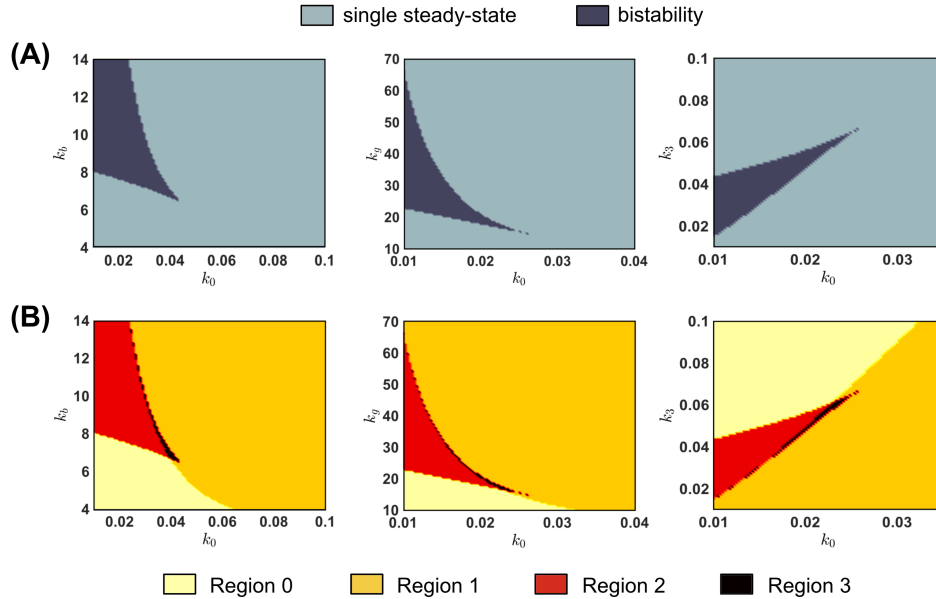 single steady-state bistability
(A)
14
12
10
8
6
4
k_b
0.02 0.04 0.06 0.08 0.1
k_0
70
60
50
40
30
20
10
k_g
0.01 0.02 0.03 0.04
k_0
0.1
0.08
0.06
0.04
0.02
k_3
0.01 0.02 0.03
k_0
(B)
14
12
10
8
6
4
k_b
0.02 0.04 0.06 0.08 0.1
k_0
70
60
50
40
30
20
10
k_g
0.01 0.02 0.03 0.04
k_0
0.1
0.08
0.06
0.04
0.02
k_3
0.01 0.02 0.03
k_0
Region 0 Region 1 Region 2 Region 3